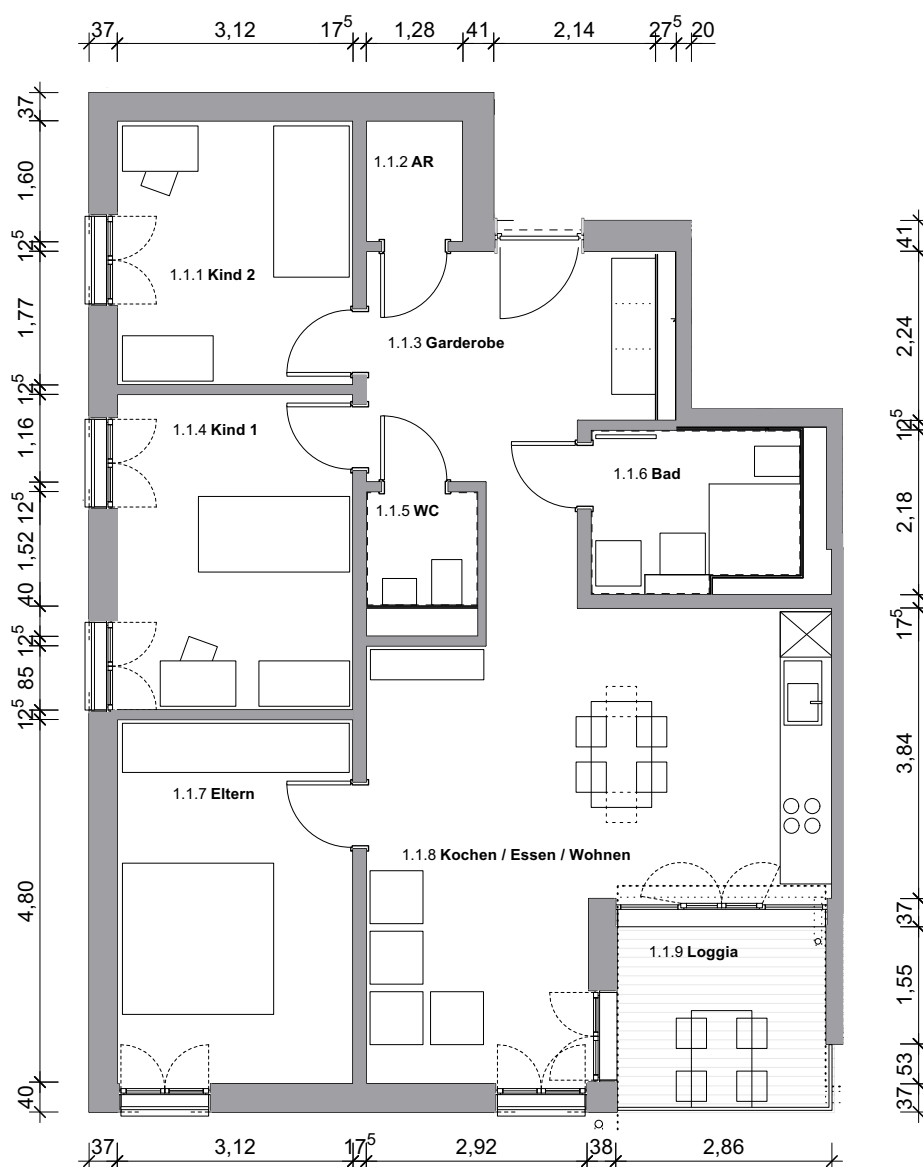 37 3,12 17⁵ 1,28 41 2,14 27⁵ 20
37
1,60
12⁵
1,77
12⁵
1,16
12⁵
1,52
40
12⁵
85
12⁵
4,80
40
1.1.1 Kind 2
1.1.2 AR
1.1.3 Garderobe
1.1.4 Kind 1
1.1.5 WC
1.1.6 Bad
1.1.7 Eltern
1.1.8 Kochen / Essen / Wohnen
1.1.9 Loggia
41
2,24
12⁵
2,18
17⁵
3,84
37
1,55
53
37
37 3,12 17⁵ 2,92 38 2,86